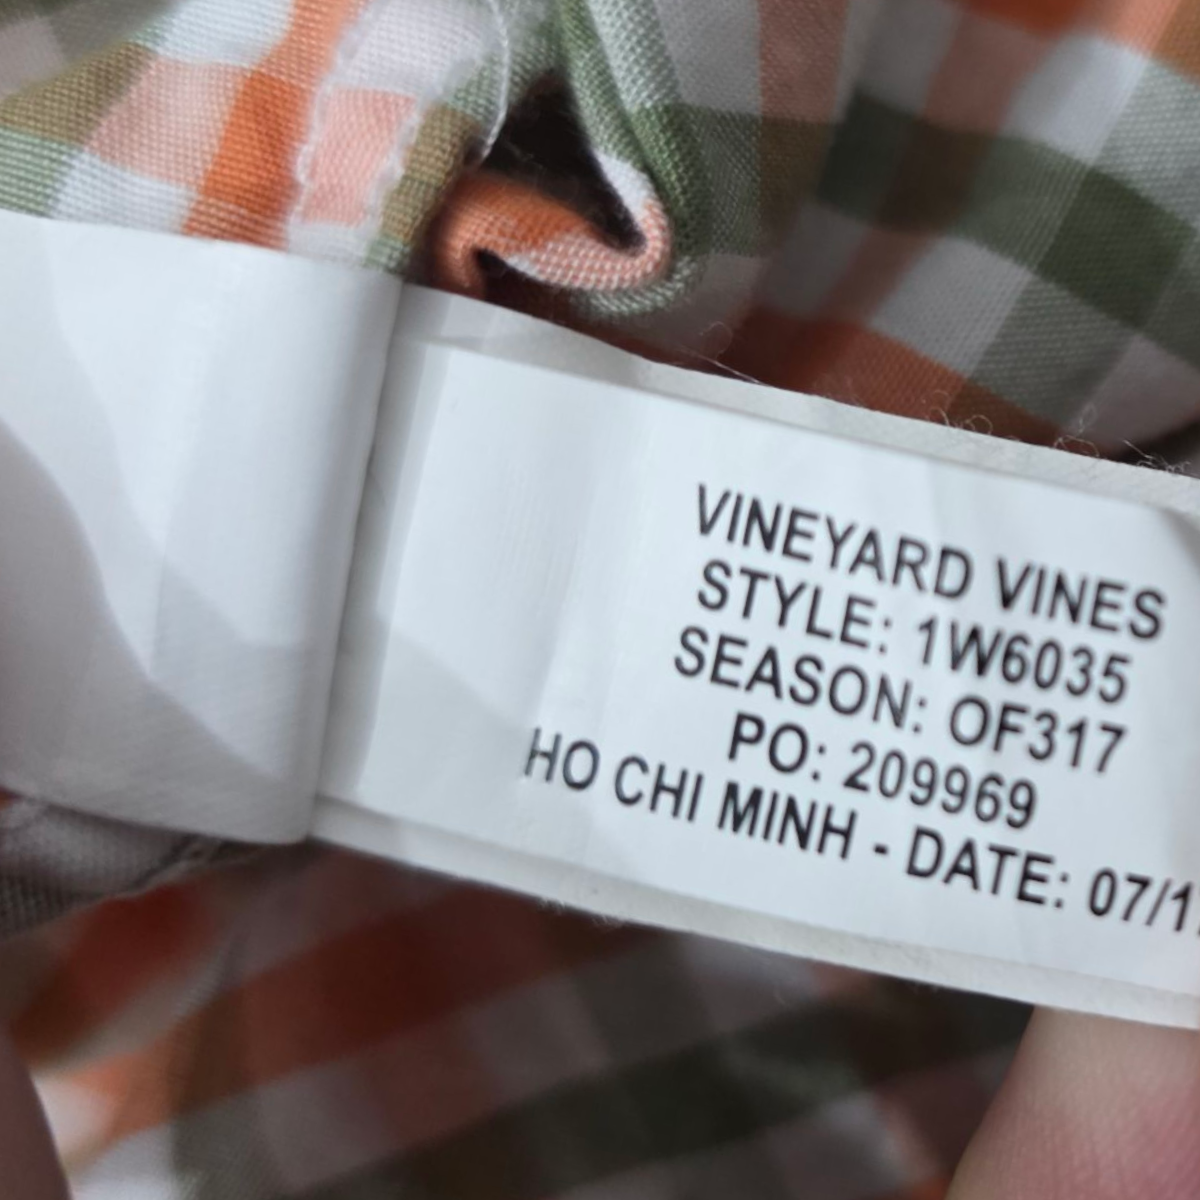 VINEYARD VINES
STYLE: 1W6035
SEASON: OF317
PO: 209969
HO CHI MINH - DATE: 07/1